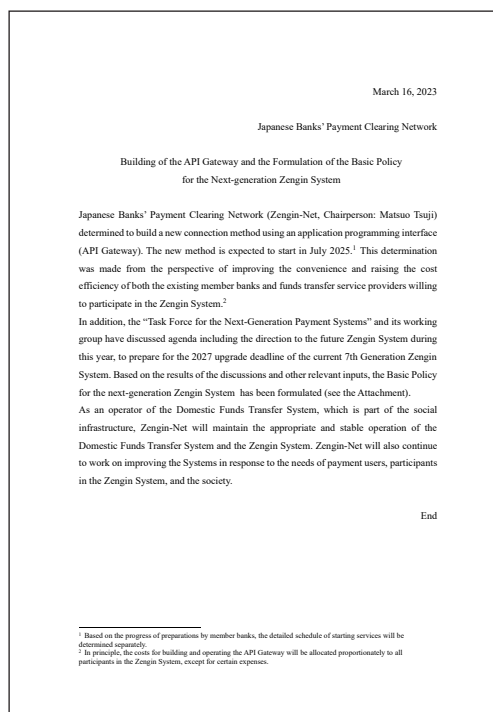 March 16, 2023
Japanese Banks’ Payment Clearing Network
Building of the API Gateway and the Formulation of the Basic Policy
for the Next-generation Zengin System
Japanese Banks’ Payment Clearing Network (Zengin-Net, Chairperson: Matsuo Tsuji)
determined to build a new connection method using an application programming interface
(API Gateway). The new method is expected to start in July 2025.1 This determination
was made from the perspective of improving the convenience and raising the cost
efficiency of both the existing member banks and funds transfer service providers willing
to participate in the Zengin System.2
In addition, the “Task Force for the Next-Generation Payment Systems” and its working
group have discussed agenda including the direction to the future Zengin System during
this year, to prepare for the 2027 upgrade deadline of the current 7th Generation Zengin
System. Based on the results of the discussions and other relevant inputs, the Basic Policy
for the next-generation Zengin System has been formulated (see the Attachment).
As an operator of the Domestic Funds Transfer System, which is part of the social
infrastructure, Zengin-Net will maintain the appropriate and stable operation of the
Domestic Funds Transfer System and the Zengin System. Zengin-Net will also continue
to work on improving the Systems in response to the needs of payment users, participants
in the Zengin System, and the society.
End
1 Based on the progress of preparations by member banks, the detailed schedule of starting services will be
determined separately.
2 In principle, the costs for building and operating the API Gateway will be allocated proportionately to all
participants in the Zengin System, except for certain expenses.